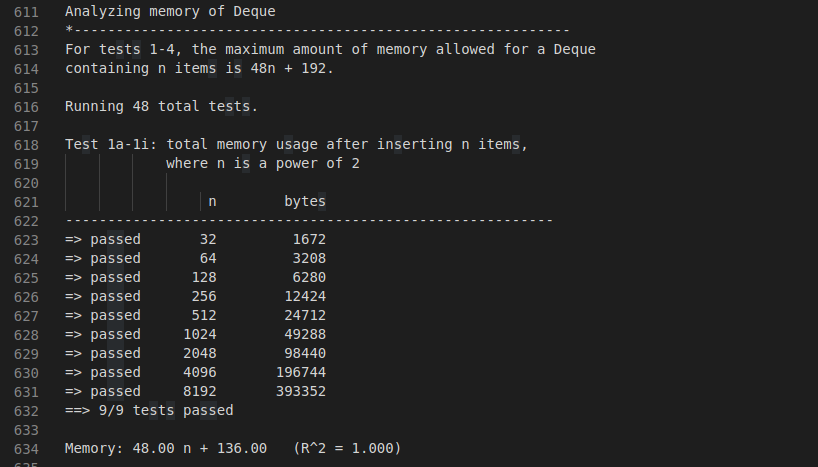 611 Analyzing memory of Deque
612 *-----------------------------------------------------------
613 For tests 1-4, the maximum amount of memory allowed for a Deque
614 containing n items is 48n + 192.
615
616 Running 48 total tests.
617
618 Test 1a-1i: total memory usage after inserting n items,
619             where n is a power of 2
620
621                  n        bytes
622 ----------------------------------------------------------
623 => passed       32         1672
624 => passed       64         3208
625 => passed      128         6280
626 => passed      256        12424
627 => passed      512        24712
628 => passed     1024        49288
629 => passed     2048        98440
630 => passed     4096       196744
631 => passed     8192       393352
632 ==> 9/9 tests passed
633
634 Memory: 48.00 n + 136.00   (R^2 = 1.000)